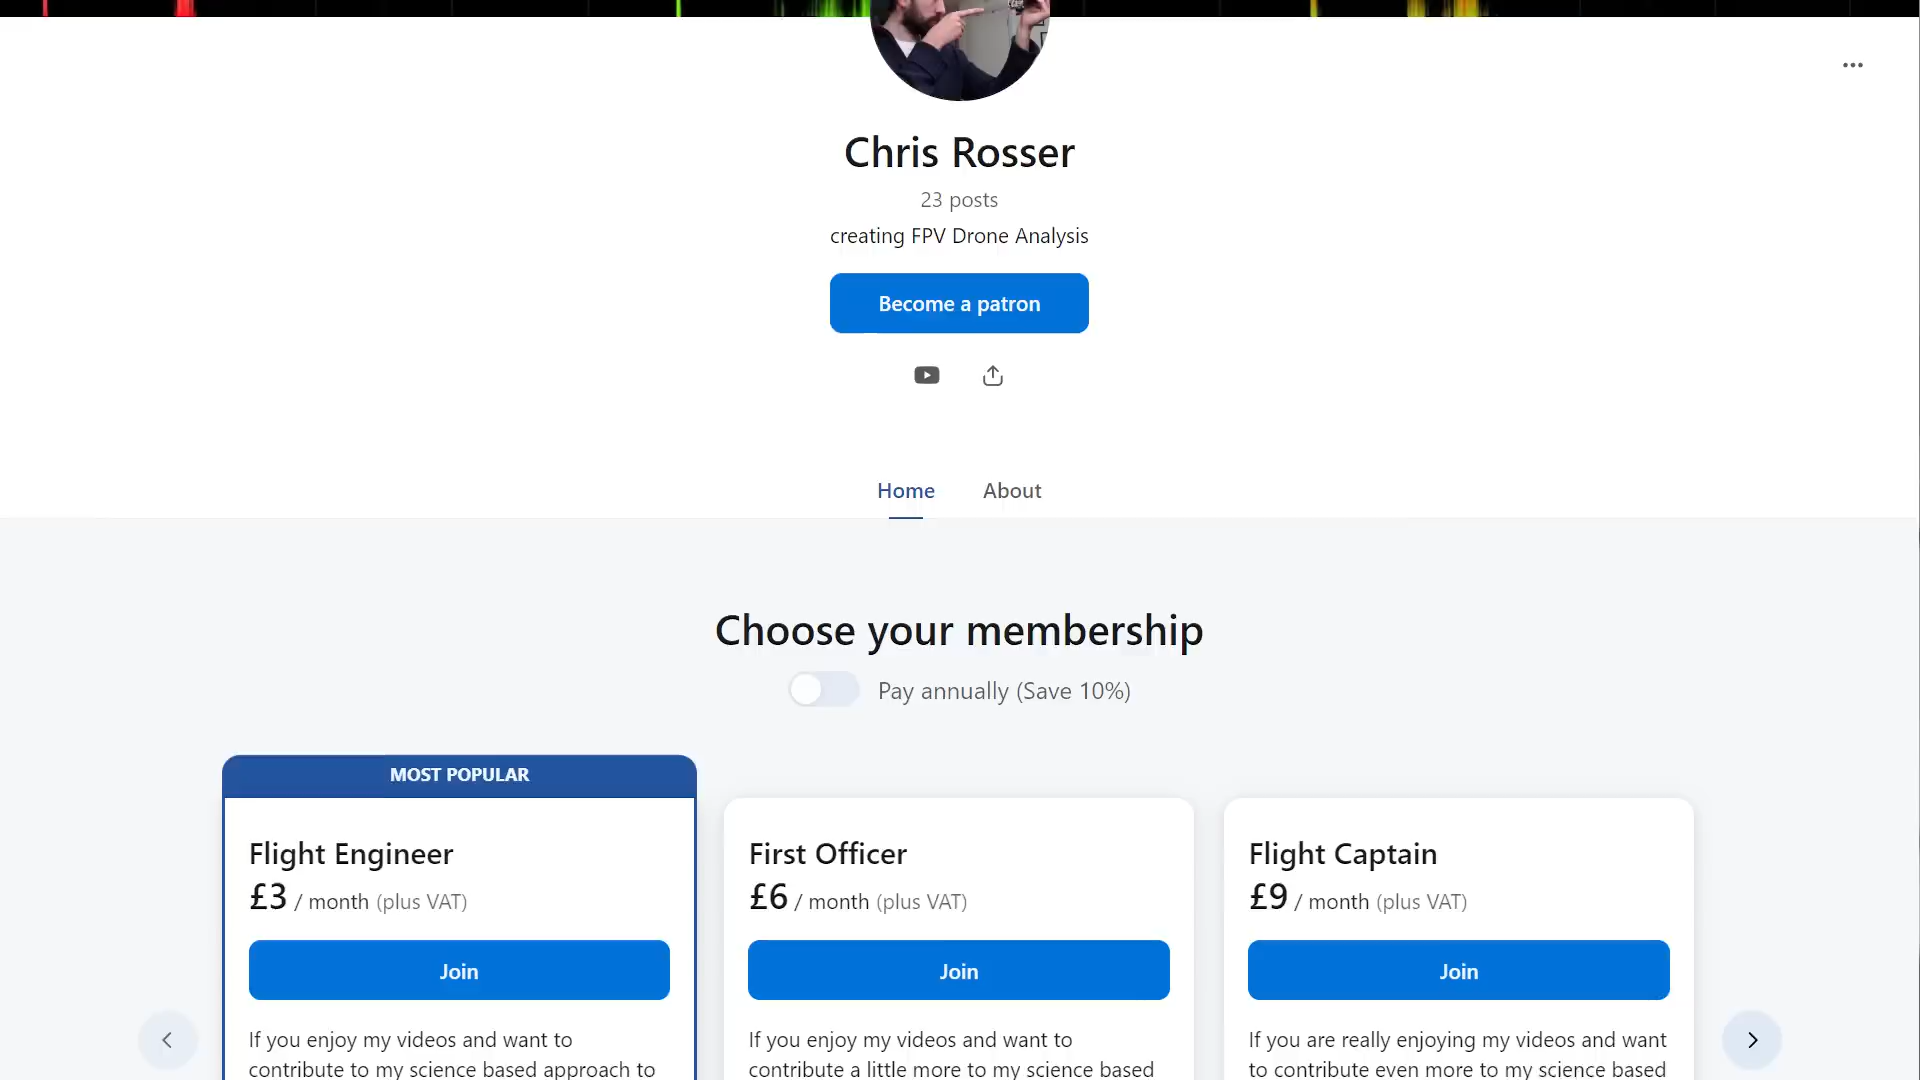 Chris Rosser
23 posts
creating FPV Drone Analysis
Become a patron
Home About
Choose your membership
Pay annually (Save 10%)
MOST POPULAR
Flight Engineer
£3 / month (plus VAT)
Join
If you enjoy my videos and want to
contribute to my science based approach to
First Officer
£6 / month (plus VAT)
Join
If you enjoy my videos and want to
contribute a little more to my science based
Flight Captain
£9 / month (plus VAT)
Join
If you are really enjoying my videos and want
to contribute even more to my science based